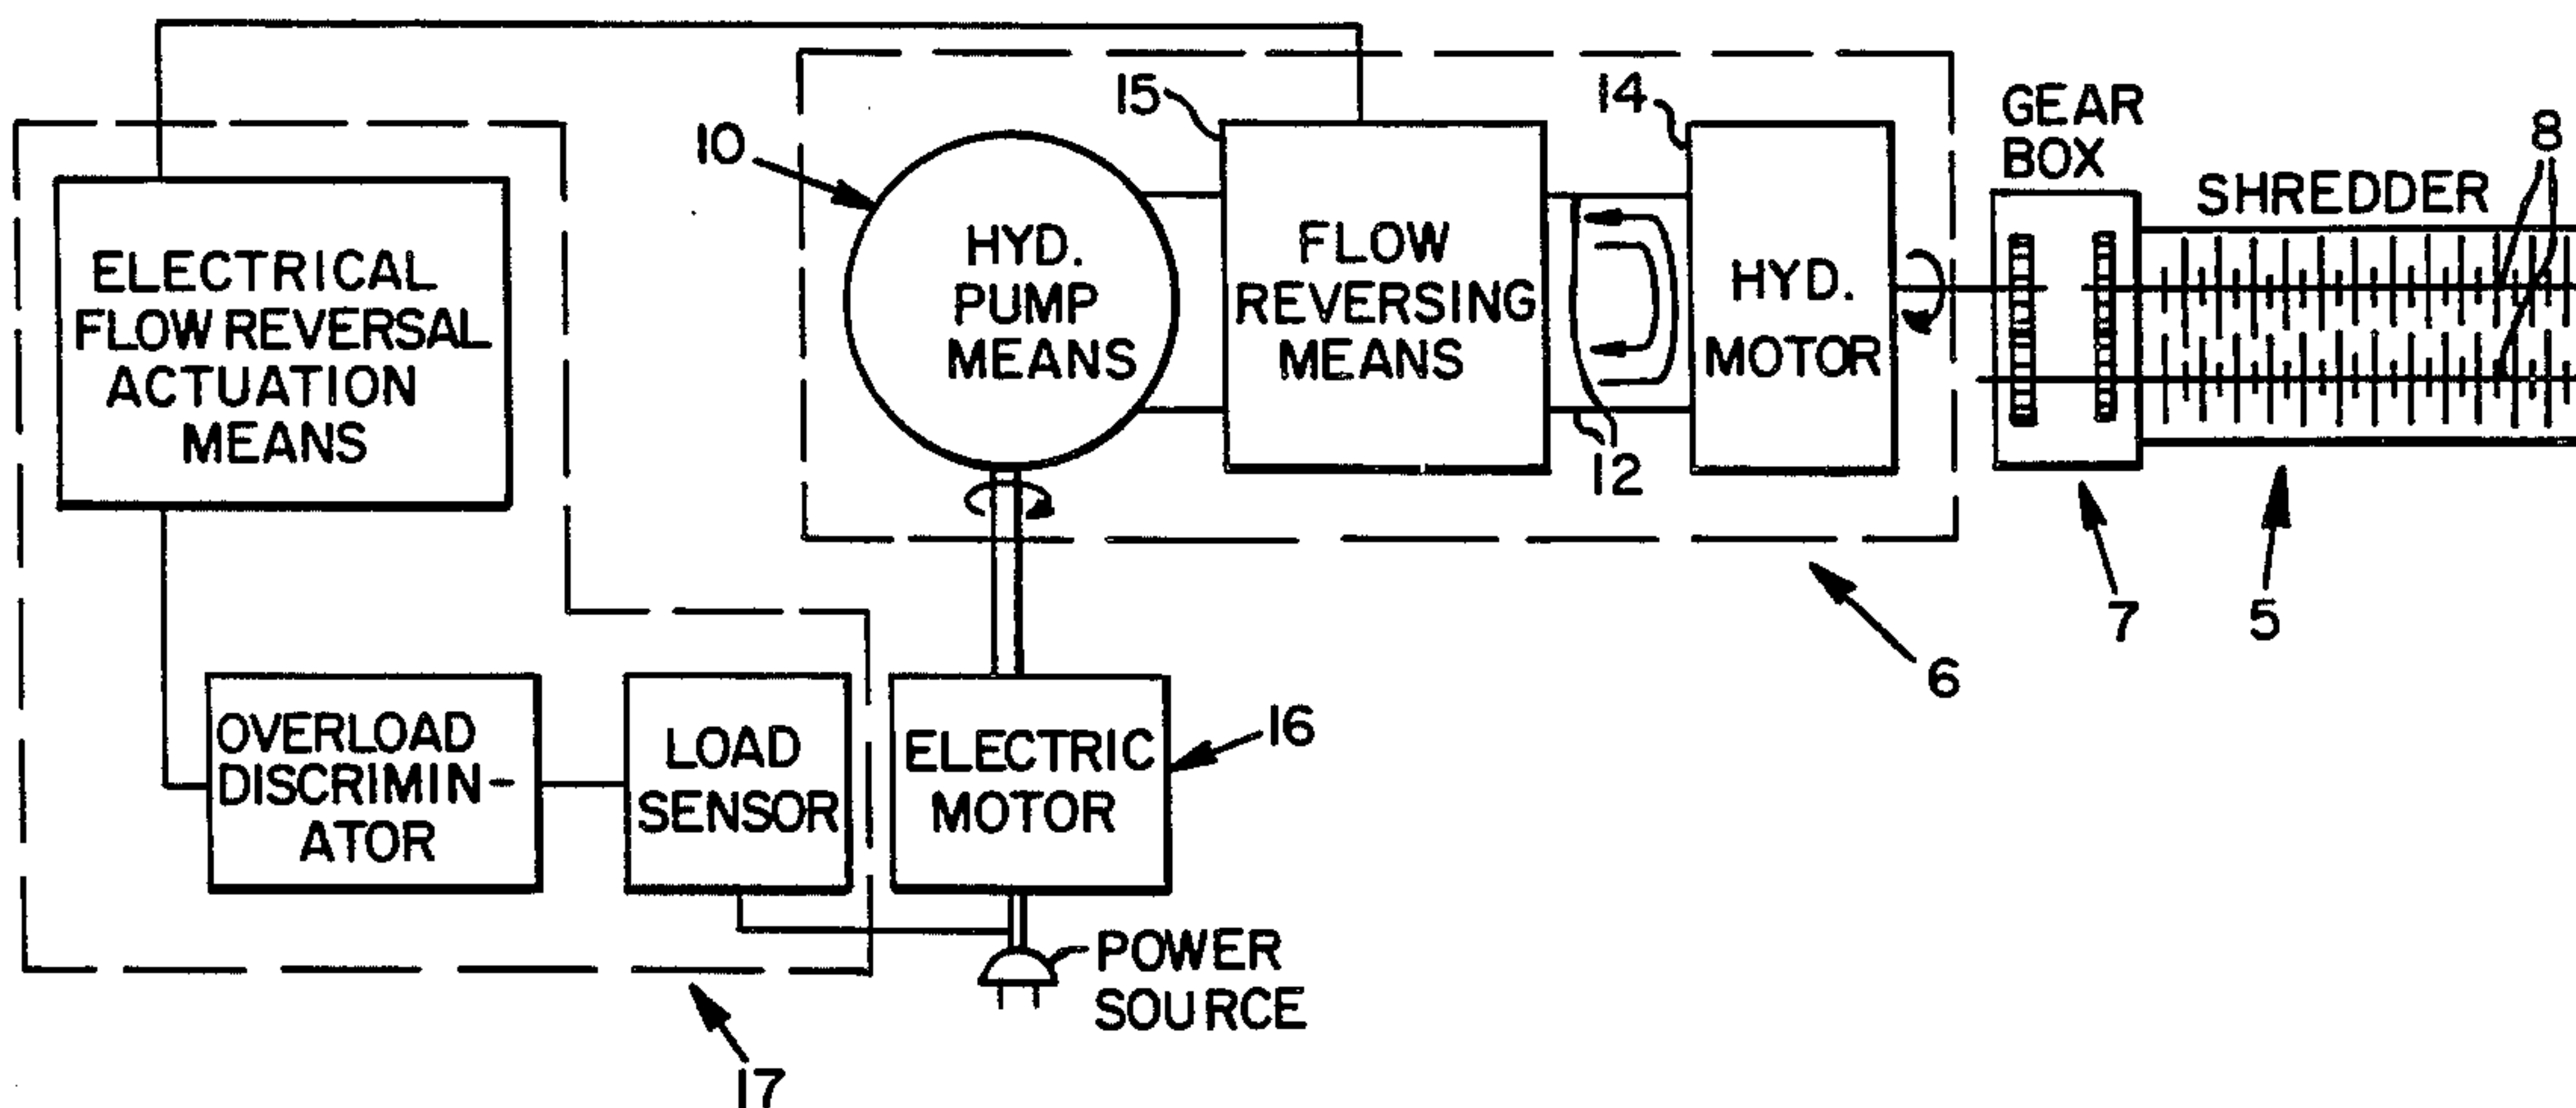 15
14
GEAR
BOX
8
10
SHREDDER
ELECTRICAL
FLOW REVERSAL
ACTUATION
MEANS
HYD.
PUMP
MEANS
FLOW
REVERSING
MEANS
HYD.
MOTOR
12
7
5
6
OVERLOAD
DISCRIMIN-
ATOR
LOAD
SENSOR
ELECTRIC
MOTOR
16
POWER
SOURCE
17